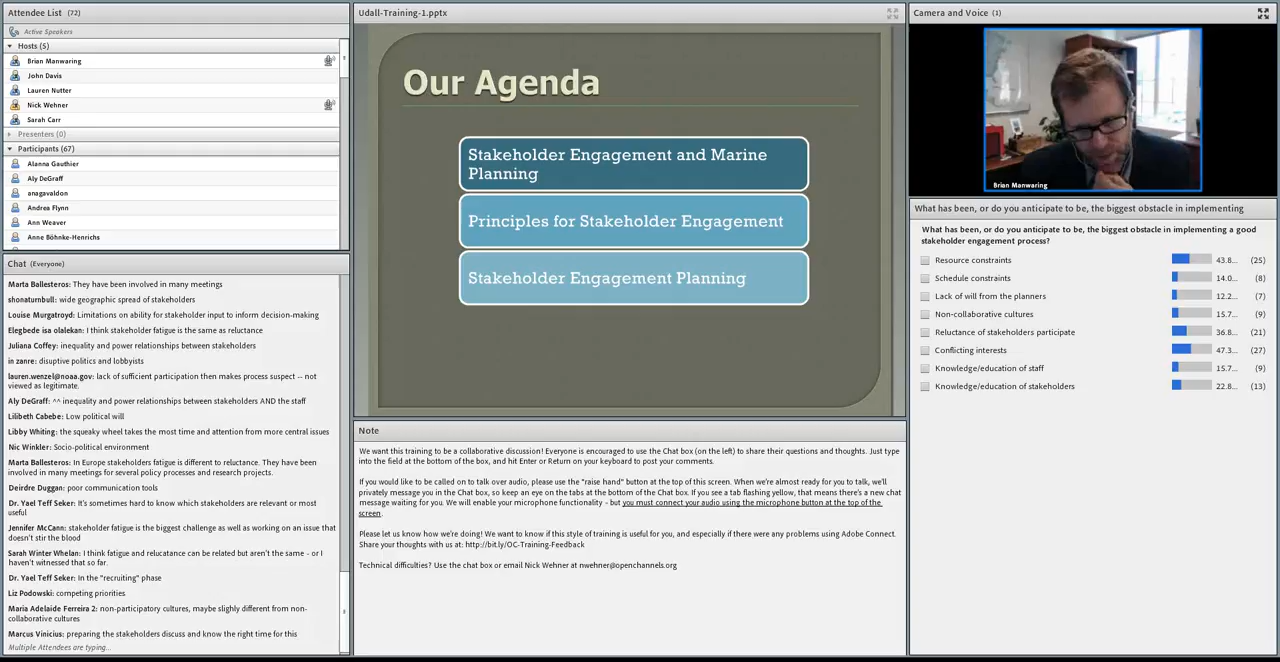 Attendee List (72)
Active Speakers
Hosts (5)
Brian Manwaring
John Davis
Lauren Nutter
Nick Wehner
Sarah Carr
Presenters (0)
Participants (67)
Alanna Gauthier
Aly DeGraff
anagavaldon
Andrea Flynn
Ann Weaver
Anne Böhnke-Henrichs
Chat (Everyone)
Marta Ballesteros: They have been involved in many meetings
shonaturnbull: wide geographic spread of stakeholders
Louise Murgatroyd: Limitations on ability for stakeholder input to inform decision-making
Elegbede isa olalekan: I think stakeholder fatigue is the same as reluctance
Juliana Coffey: inequality and power relationships between stakeholders
in zanre: disuptive politics and lobbyists
lauren.wenzel@noaa.gov: lack of sufficient participation then makes process suspect -- not
viewed as legitimate.
Aly DeGraff: ^^ inequality and power relationships between stakeholders AND the staff
Lilibeth Cabebe: Low political will
Libby Whiting: the squeaky wheel takes the most time and attention from more central issues
Nic Winkler: Socio-political environment
Marta Ballesteros: In Europe stakeholders fatigue is different to reluctance. They have been
involved in many meetings for several policy processes and research projects.
Deirdre Duggan: poor communication tools
Dr. Yael Teff Seker: It's sometimes hard to know which stakeholders are relevant or most
useful
Jennifer McCann: stakeholder fatigue is the biggest challenge as well as working on an issue that
doesn't stir the blood
Sarah Winter Whelan: I think fatigue and relucatance can be related but aren't the same - or I
haven't witnessed that so far.
Dr. Yael Teff Seker: In the "recruiting" phase
Liz Podowski: competing priorities
Maria Adelaide Ferreira 2: non-participatory cultures, maybe slighly different from non-
collaborative cultures
Marcus Vinicius: preparing the stakeholders discuss and know the right time for this
Multiple Attendees are typing...
Udall-Training-1.pptx
Our Agenda
Stakeholder Engagement and Marine
Planning
Principles for Stakeholder Engagement
Stakeholder Engagement Planning
Note
We want this training to be a collaborative discussion! Everyone is encouraged to use the Chat box (on the left) to share their questions and thoughts. Just type
into the field at the bottom of the box, and hit Enter or Return on your keyboard to post your comments.
If you would like to be called on to talk over audio, please use the "raise hand" button at the top of this screen. When we're almost ready for you to talk, we'll
privately message you in the Chat box, so keep an eye on the tabs at the bottom of the Chat box. If you see a tab flashing yellow, that means there's a new chat
message waiting for you. We will enable your microphone functionality - but you must connect your audio using the microphone button at the top of the
screen.
Please let us know how we're doing! We want to know if this style of training is useful for you, and especially if there were any problems using Adobe Connect.
Share your thoughts with us at: http://bit.ly/OC-Training-Feedback
Technical difficulties? Use the chat box or email Nick Wehner at nwehner@openchannels.org
Camera and Voice (1)
Brian Manwaring
What has been, or do you anticipate to be, the biggest obstacle in implementing
What has been, or do you anticipate to be, the biggest obstacle in implementing a good
stakeholder engagement process?
Resource constraints 43.8... (25)
Schedule constraints 14.0... (8)
Lack of will from the planners 12.2... (7)
Non-collaborative cultures 15.7... (9)
Reluctance of stakeholders participate 36.8... (21)
Conflicting interests 47.3... (27)
Knowledge/education of staff 15.7... (9)
Knowledge/education of stakeholders 22.8... (13)